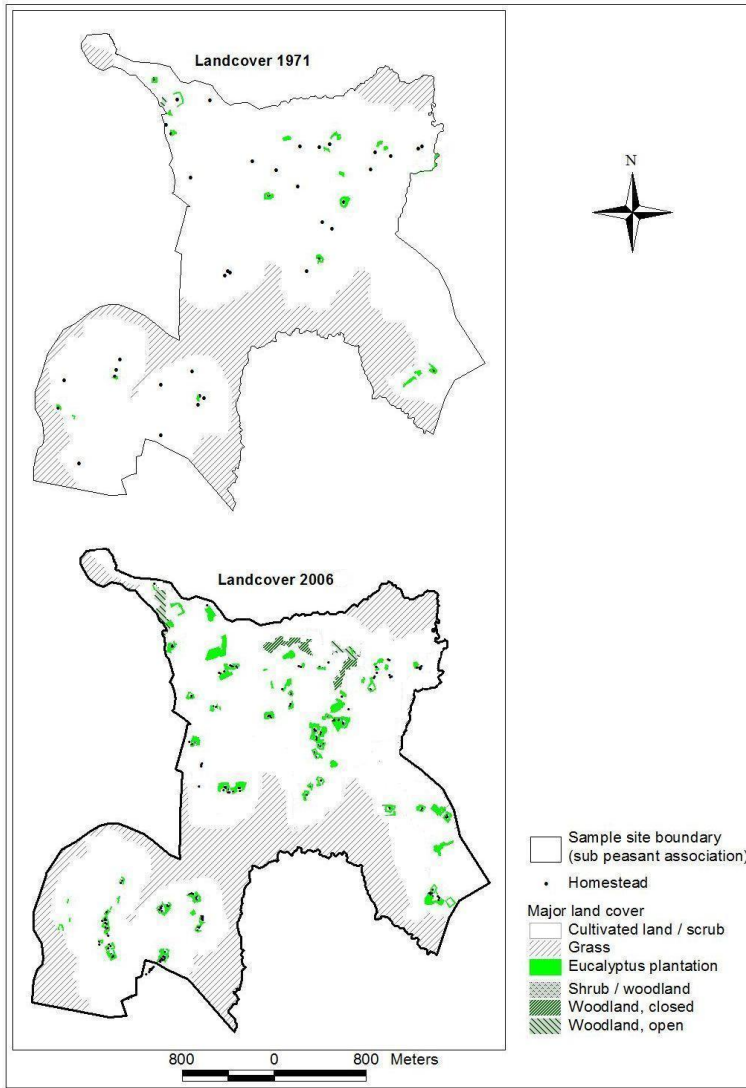 Landcover 1971
N
Landcover 2006
Sample site boundary
(sub peasant association)
Homestead
Major land cover
Cultivated land / scrub
Grass
Eucalyptus plantation
Shrub / woodland
Woodland, closed
Woodland, open
800 0 800 Meters